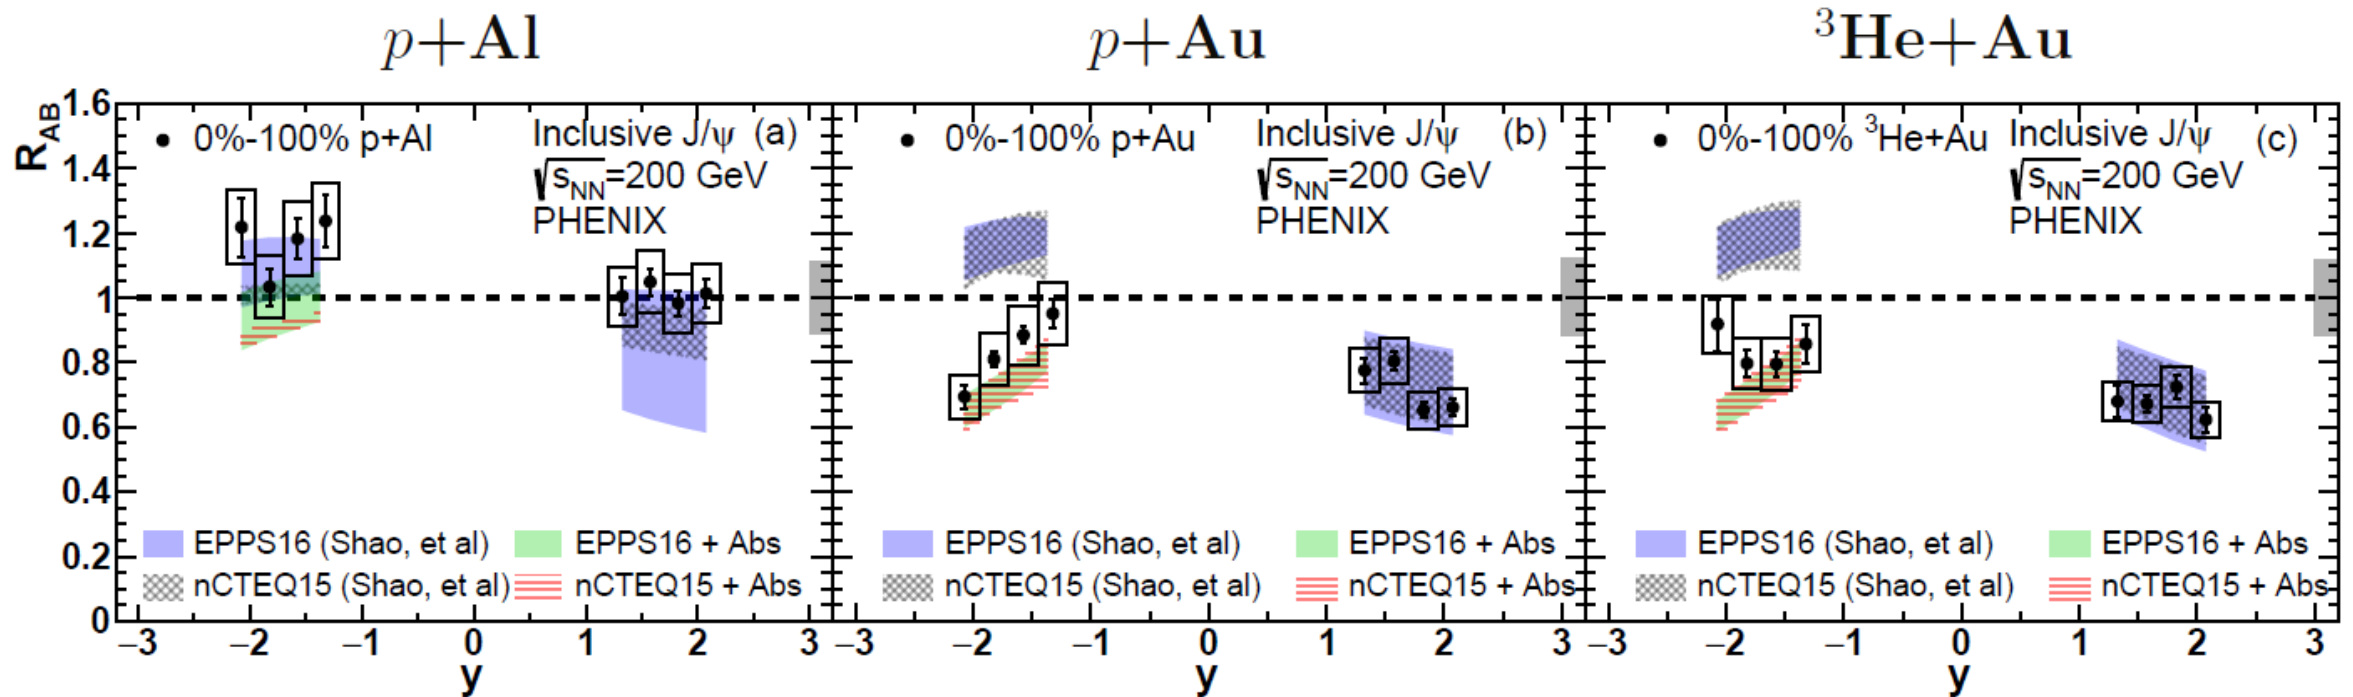 p+Al
p+Au
³He+Au
R_AB
1.6
1.4
1.2
1
0.8
0.6
0.4
0.2
0
0%-100% p+Al
Inclusive J/ψ (a)
√s_NN=200 GeV
PHENIX
EPPS16 (Shao, et al)
EPPS16 + Abs
nCTEQ15 (Shao, et al)
nCTEQ15 + Abs
−3 −2 −1 0 1 2 3
y
0%-100% p+Au
Inclusive J/ψ (b)
√s_NN=200 GeV
PHENIX
EPPS16 (Shao, et al)
EPPS16 + Abs
nCTEQ15 (Shao, et al)
nCTEQ15 + Abs
−3 −2 −1 0 1 2 3
y
0%-100% ³He+Au
Inclusive J/ψ (c)
√s_NN=200 GeV
PHENIX
EPPS16 (Shao, et al)
EPPS16 + Abs
nCTEQ15 (Shao, et al)
nCTEQ15 + Abs
−3 −2 −1 0 1 2 3
y